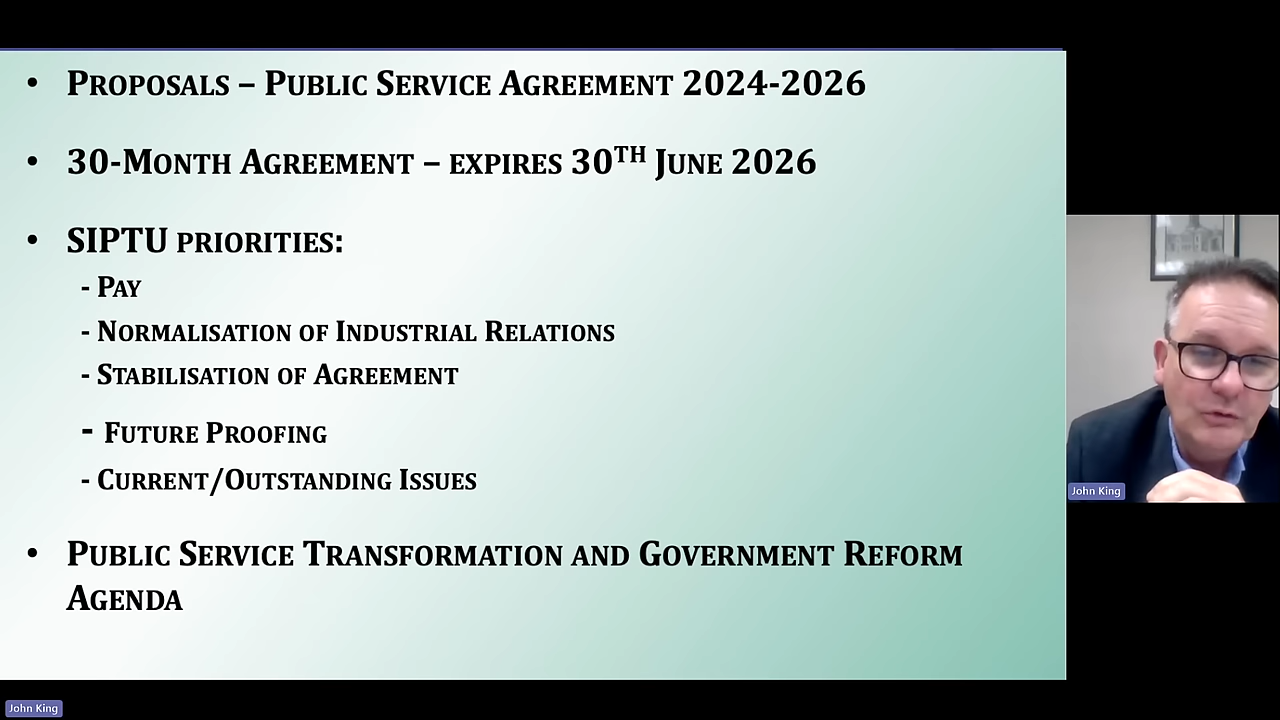 • Proposals – Public Service Agreement 2024-2026
• 30-Month Agreement – expires 30th June 2026
• SIPTU priorities:
- Pay
- Normalisation of Industrial Relations
- Stabilisation of Agreement
- Future Proofing
- Current/Outstanding Issues
• Public Service Transformation and Government Reform
Agenda
John King
John King